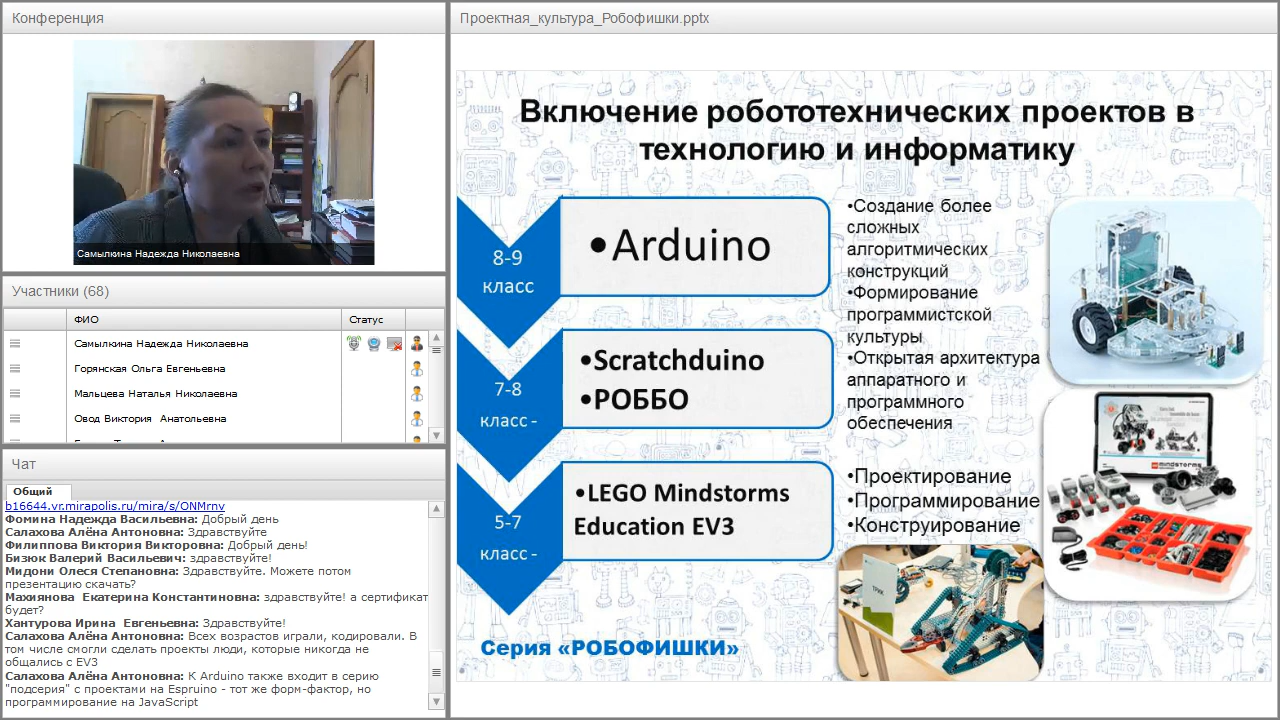 Конференция
Самылкина Надежда Николаевна
Участники (68)
ФИО
Статус
Самылкина Надежда Николаевна
Горянская Ольга Евгеньевна
Мальцева Наталья Николаевна
Овод Виктория Анатольевна
Чат
Общий
b16644.vr.mirapolis.ru/mira/s/ONMrnv
Фомина Надежда Васильевна: Добрый день
Салахова Алёна Антоновна: Здравствуйте
Филиппова Виктория Викторовна: Добрый день!
Бизюк Валерий Васильевич: здравствуйте!
Мидони Олеся Степановна: Здравствуйте. Можете потом
презентацию скачать?
Махиянова Екатерина Константиновна: здравствуйте! а сертификат
будет?
Хантурова Ирина Евгеньевна: Здравствуйте!
Салахова Алёна Антоновна: Всех возрастов играли, кодировали. В
том числе смогли сделать проекты люди, которые никогда не
общались с EV3
Салахова Алёна Антоновна: К Arduino также входит в серию
"подсерия" с проектами на Espruino - тот же форм-фактор, но
программирование на JavaScript
Проектная_культура_Робофишки.pptx
Включение робототехнических проектов в
технологию и информатику
8-9
класс
•Arduino
•Создание более
сложных
алгоритмических
конструкций
•Формирование
программистской
культуры
•Открытая архитектура
аппаратного и
программного
обеспечения
7-8
класс -
•Scratchduino
•РОББО
5-7
класс -
•LEGO Mindstorms
Education EV3
•Проектирование
•Программирование
•Конструирование
mindstorms
ТРИК
Серия «РОБОФИШКИ»